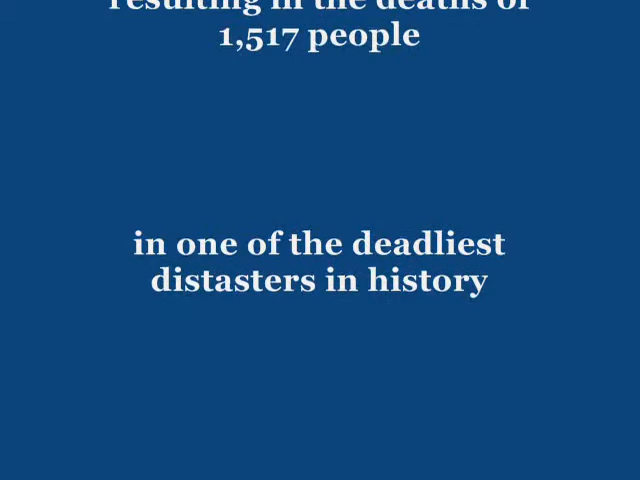 resulting in the deaths of
1,517 people
in one of the deadliest
distasters in history